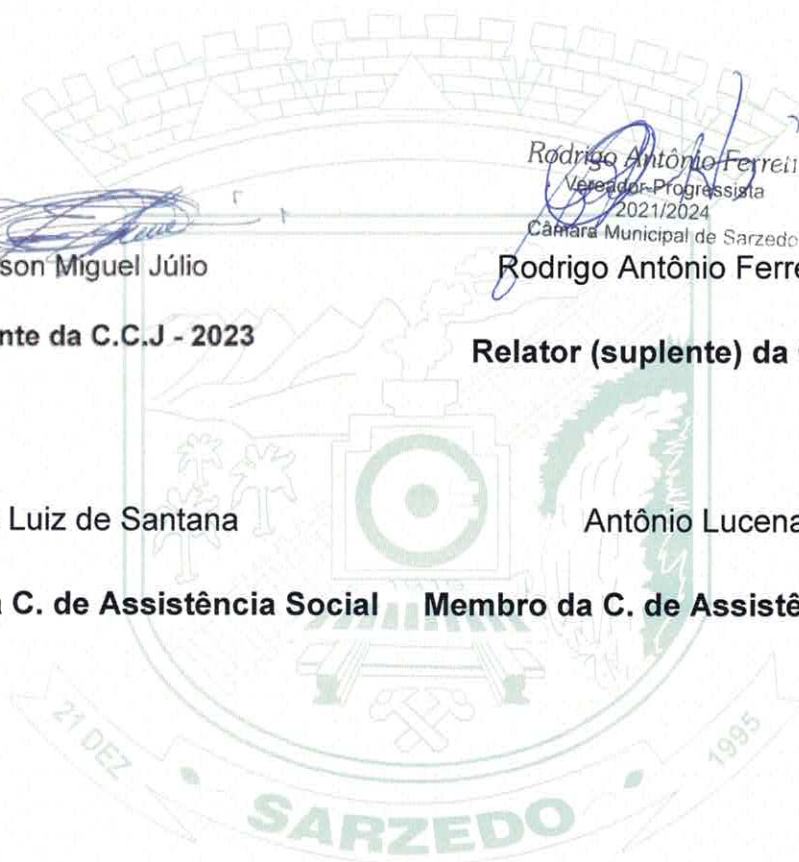 Rodrigo Antônio Ferrei
Vereador-Progressista
2021/2024
Câmara Municipal de Sarzedo
son Miguel Júlio
Rodrigo Antônio Ferre
nte da C.C.J - 2023
Relator (suplente) da
Luiz de Santana
Antônio Lucena
C. de Assistência Social
Membro da C. de Assistê
21 DEZ
1995
SARZEDO